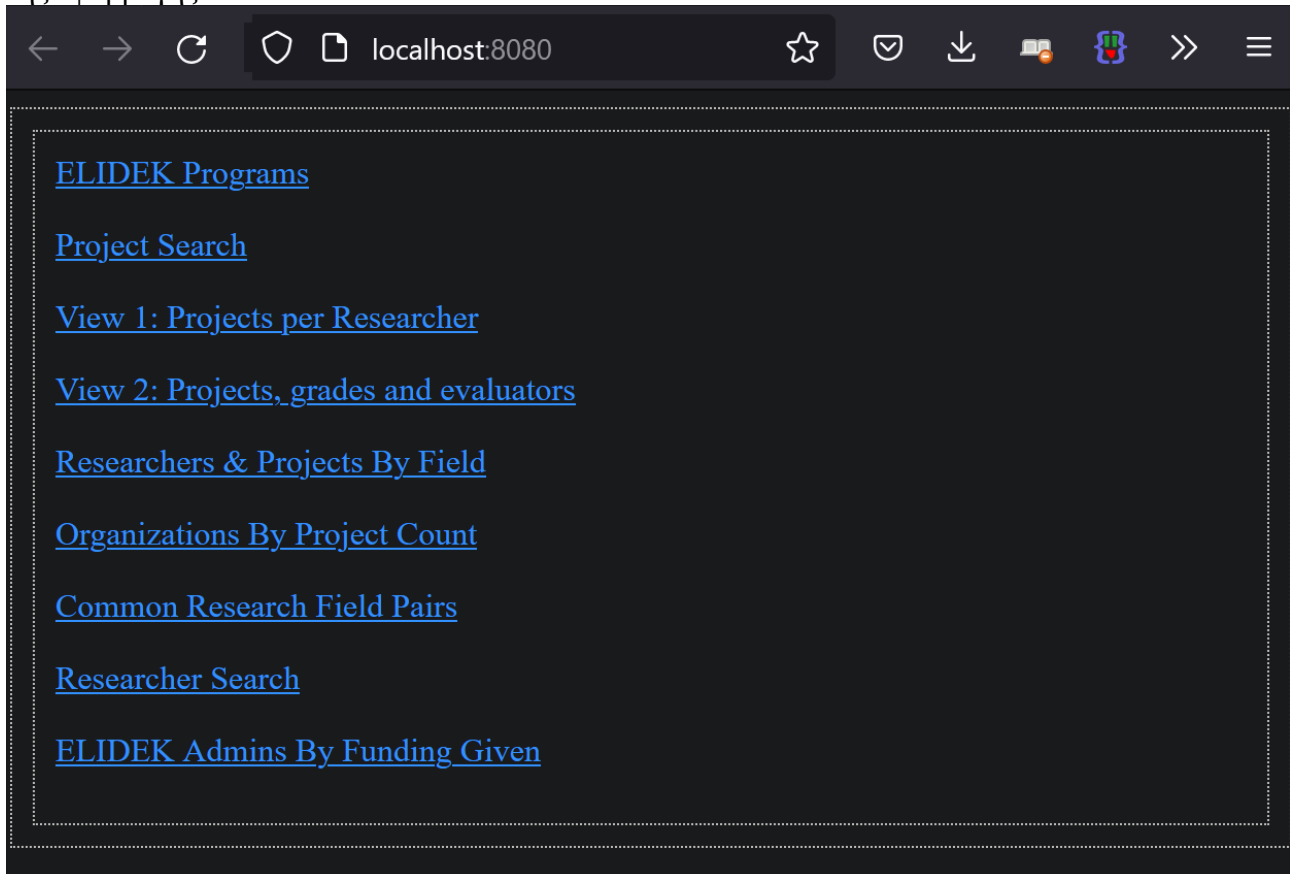 localhost:8080
ELIDEK Programs
Project Search
View 1: Projects per Researcher
View 2: Projects, grades and evaluators
Researchers & Projects By Field
Organizations By Project Count
Common Research Field Pairs
Researcher Search
ELIDEK Admins By Funding Given